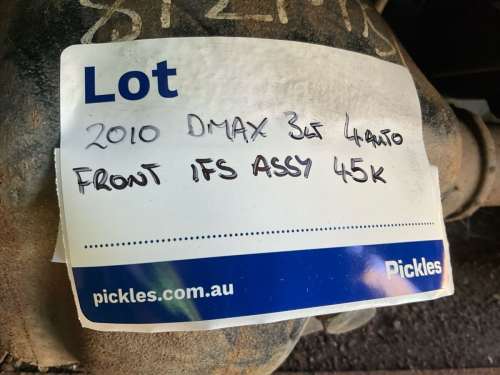 Lot
2010 DMAX 3LT 4AUTO
FRONT IFS ASSY 45K
pickles.com.au
Pickles